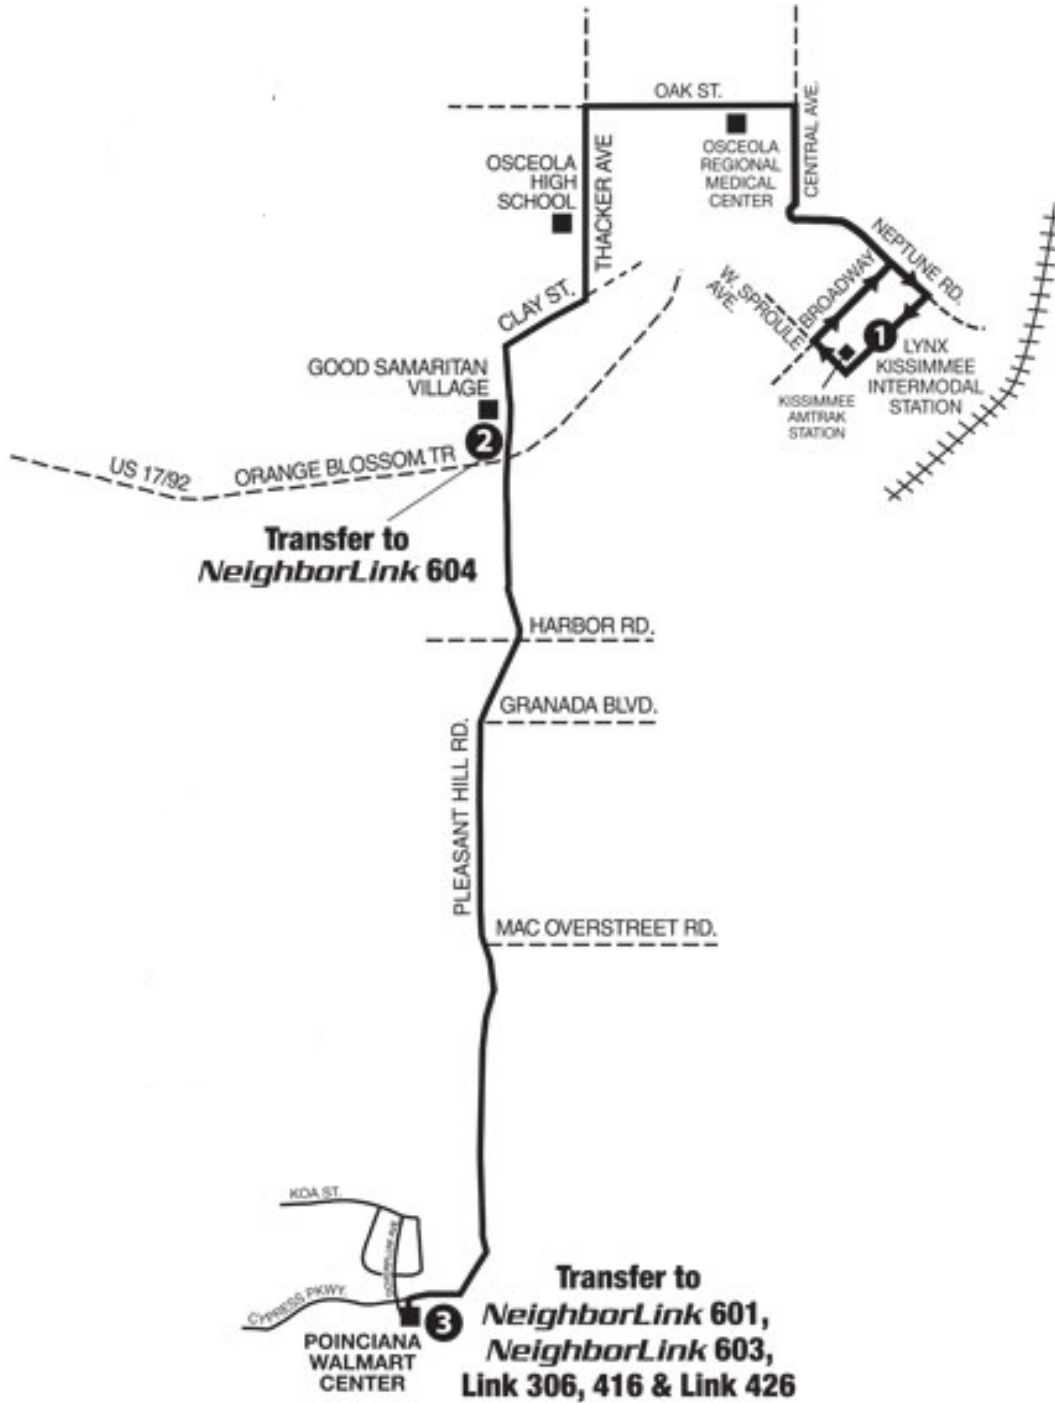 OAK ST.
CENTRAL AVE.
OSCEOLA
REGIONAL
MEDICAL
CENTER
OSCEOLA
HIGH
SCHOOL
THACKER AVE
NEPTUNE RD.
BROADWAY
W. SPROULE
AVE.
1
LYNX
KISSIMMEE
INTERMODAL
STATION
KISSIMMEE
AMTRAK
STATION
CLAY ST.
GOOD SAMARITAN
VILLAGE
2
US 17/92
ORANGE BLOSSOM TR
Transfer to
NeighborLink 604
HARBOR RD.
GRANADA BLVD.
PLEASANT HILL RD.
MAC OVERSTREET RD.
KOA ST.
CYPRESS PKWY.
POINCIANA
WALMART
CENTER
3
Transfer to
NeighborLink 601,
NeighborLink 603,
Link 306, 416 & Link 426